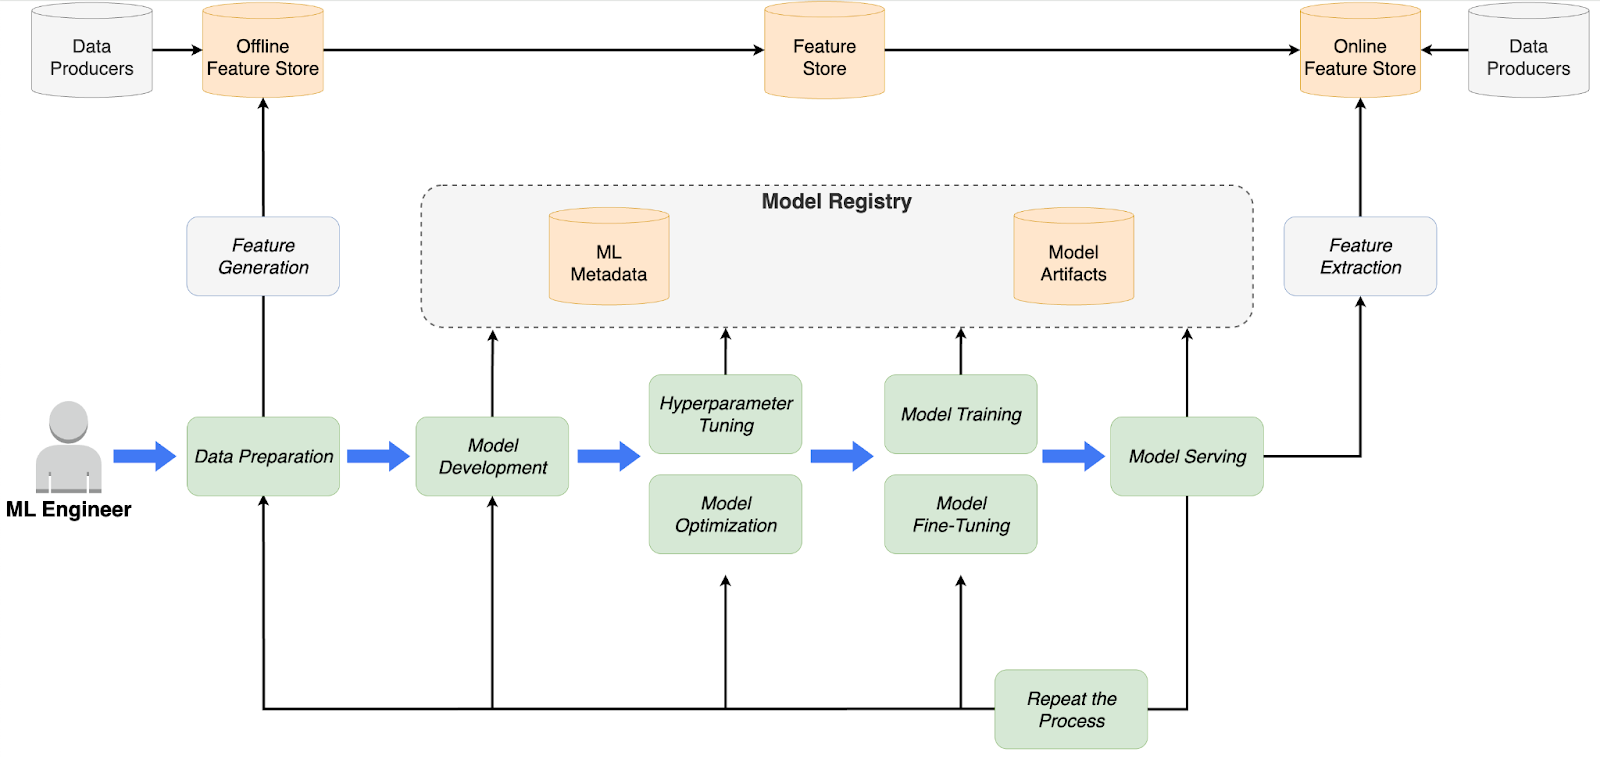 Data
Producers
Offline
Feature Store
Feature
Store
Online
Feature Store
Data
Producers
Model Registry
Feature
Generation
ML
Metadata
Model
Artifacts
Feature
Extraction
Hyperparameter
Tuning
Model Training
Data Preparation
Model
Development
Model Serving
Model
Optimization
Model
Fine-Tuning
ML Engineer
Repeat the
Process